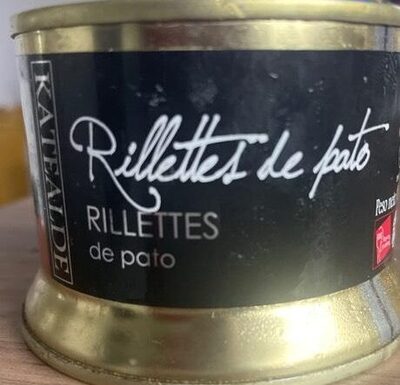 KATEALDE
Rillettes de pato
RILLETTES
de pato
Peso